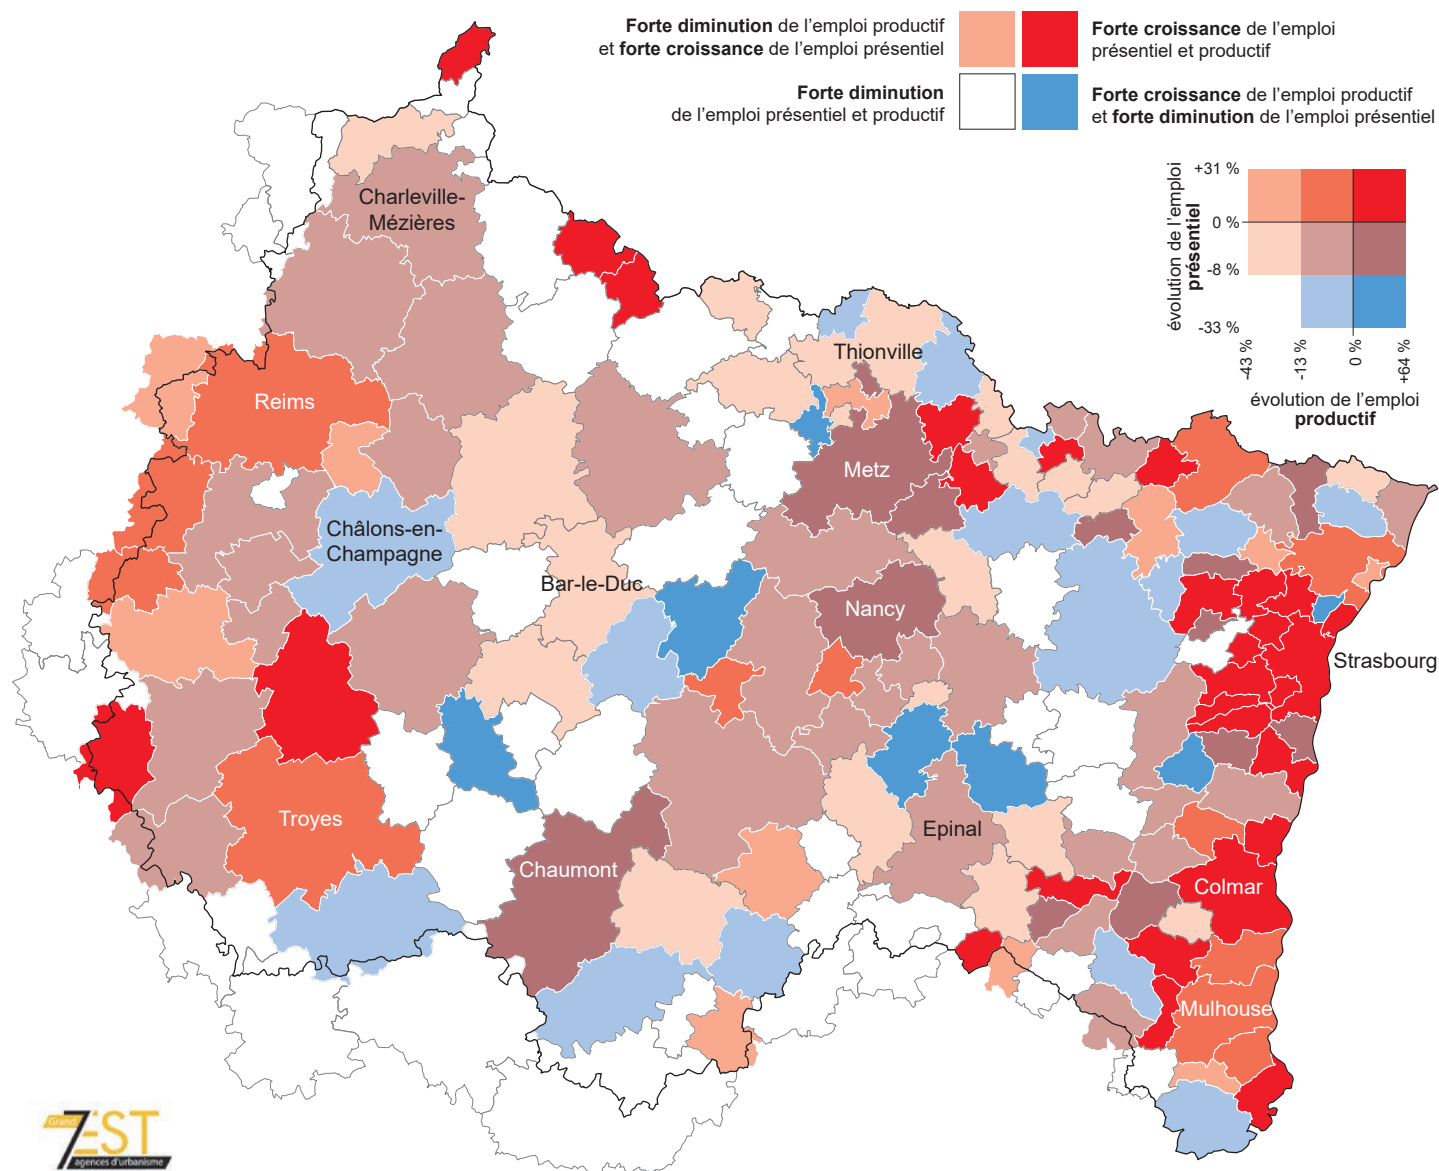 Forte diminution de l'emploi productif
et forte croissance de l'emploi présentiel
Forte croissance de l'emploi
présentiel et productif
Forte diminution
de l'emploi présentiel et productif
Forte croissance de l'emploi productif
et forte diminution de l'emploi présentiel
évolution de l'emploi
présentiel
+31 %
0 %
-8 %
-33 %
-43 %
-13 %
0 %
+64 %
évolution de l'emploi
productif
Charleville-
Mézières
Thionville
Reims
Metz
Châlons-en-
Champagne
Bar-le-Duc
Nancy
Strasbourg
Troyes
Epinal
Chaumont
Colmar
Mulhouse
Grand
7EST
agences d'urbanisme